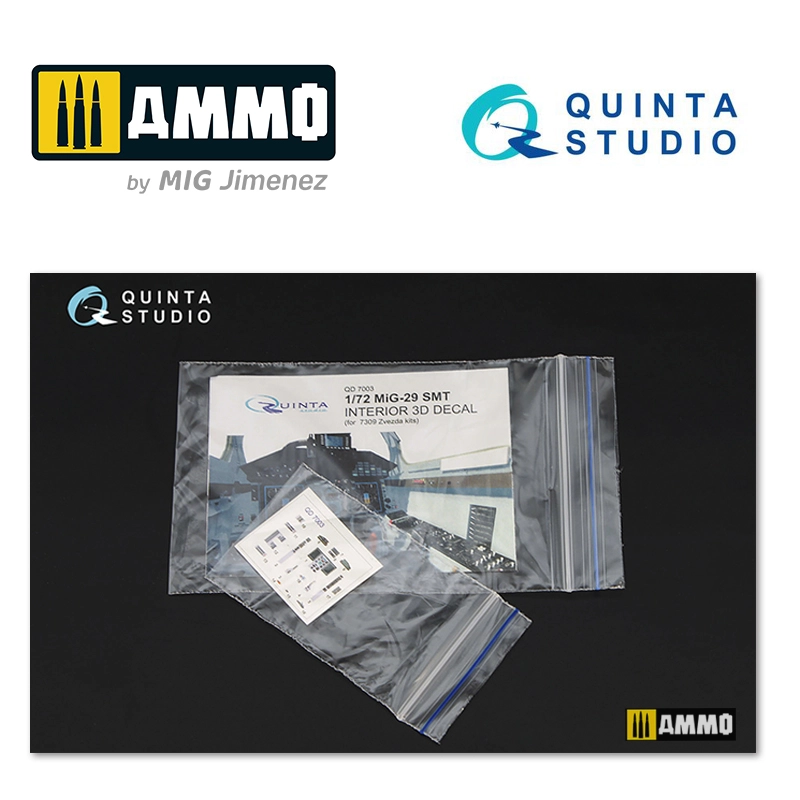 AMMO
by MIG Jimenez
QUINTA
STUDIO
QUINTA
STUDIO
QD 7003
1/72 MiG-29 SMT
INTERIOR 3D DECAL
(for 7309 Zvezda kits)
QUINTA
QD 7003
AMMO